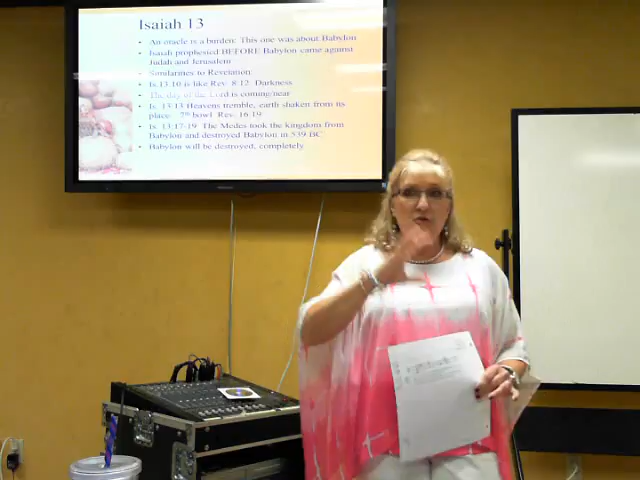 Isaiah 13
• An oracle is a burden: This one was about Babylon
• Isaiah prophesied BEFORE Babylon came against
Judah and Jerusalem
• Similarities to Revelation:
• Is. 13:10 is like Rev. 8:12 Darkness
• The day of the Lord is coming/near
• Is. 13:13 Heavens tremble, earth shaken from its
place. 7th bowl Rev. 16:19
• Is. 13:17-19 The Medes took the kingdom from
Babylon and destroyed Babylon in 539 BC
• Babylon will be destroyed, completely